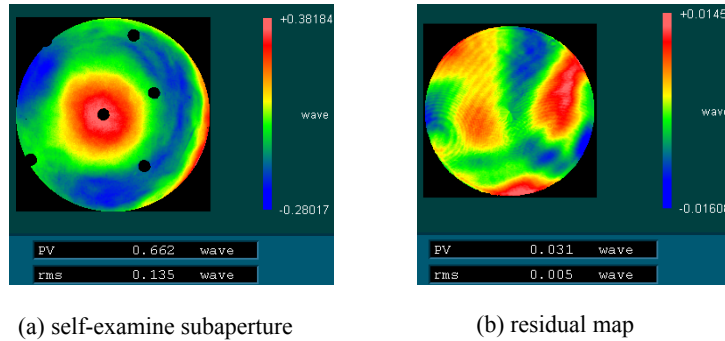 +0.38184
wave
-0.28017
PV 0.662 wave
rms 0.135 wave
(a) self-examine subaperture
+0.0145
wave
-0.01608
PV 0.031 wave
rms 0.005 wave
(b) residual map